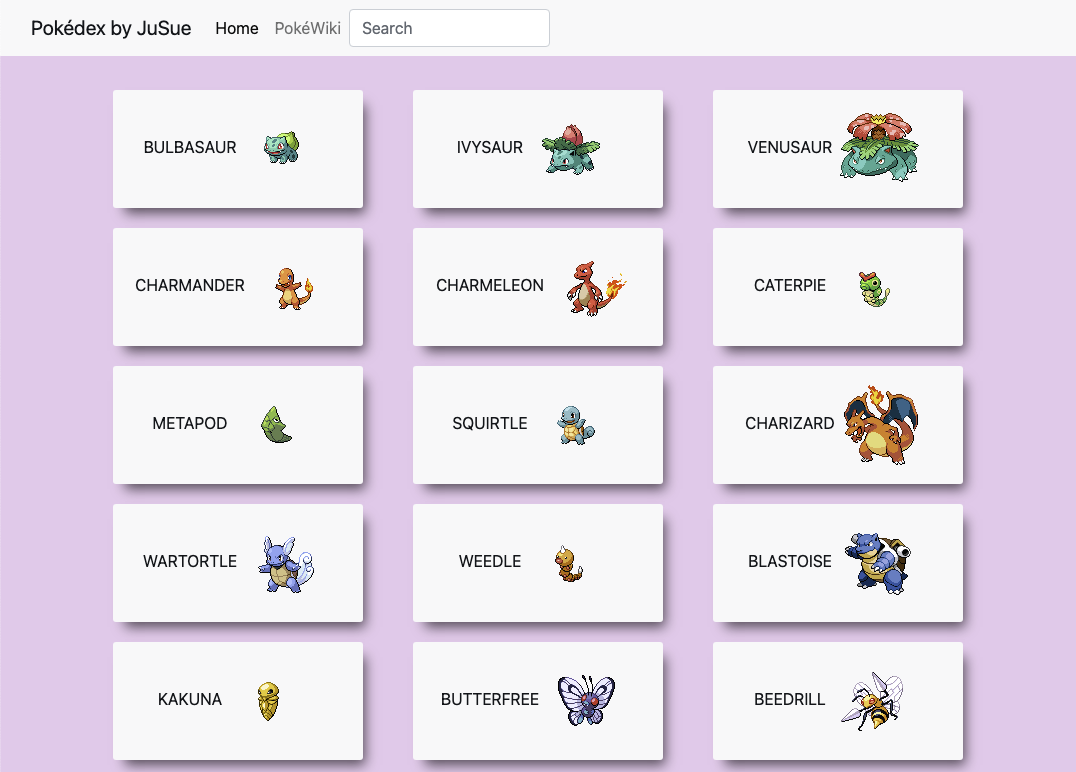 Pokédex by JuSue Home PokéWiki Search
BULBASAUR IVYSAUR VENUSAUR
CHARMANDER CHARMELEON CATERPIE
METAPOD SQUIRTLE CHARIZARD
WARTORTLE WEEDLE BLASTOISE
KAKUNA BUTTERFREE BEEDRILL